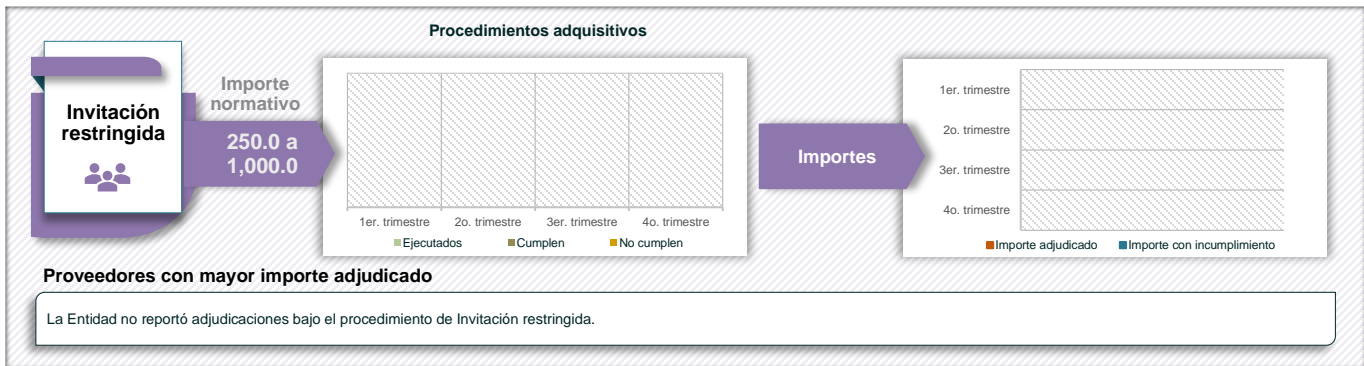 Procedimientos adquisitivos
Invitación
restringida
Importe
normativo
250.0 a
1,000.0
1er. trimestre 2o. trimestre 3er. trimestre 4o. trimestre
Ejecutados Cumplen No cumplen
Importes
1er. trimestre
2o. trimestre
3er. trimestre
4o. trimestre
Importe adjudicado Importe con incumplimiento
Proveedores con mayor importe adjudicado
La Entidad no reportó adjudicaciones bajo el procedimiento de Invitación restringida.